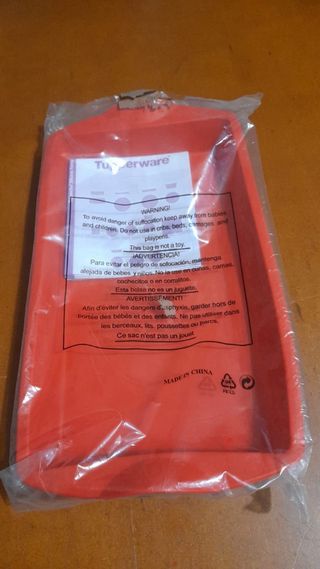 Tupperware
WARNING!
To avoid danger of suffocation keep away from babies
and children. Do not use in cribs, beds, carriages, and
playpens.
This bag is not a toy.
¡ADVERTENCIA!
Para evitar el peligro de sofocación, mantenga
alejada de bebés y niños. No la use en cunas, camas,
cochecitos o en corralitos.
Esta bolsa no es un juguete.
AVERTISSEMENT!
Afin d'éviter les dangers d'asphyxie, garder hors de
portée des bébés et des enfants. Ne pas utiliser dans
les berceaux, lits, poussettes ou parcs.
Ce sac n'est pas un jouet
MADE IN CHINA